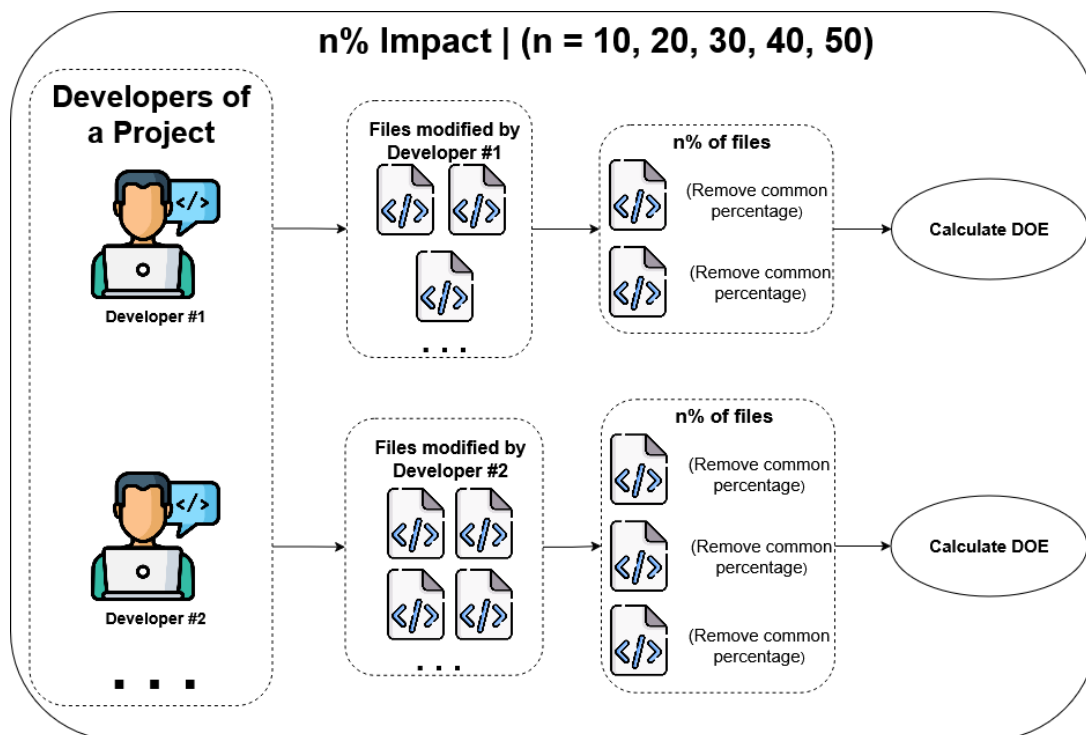 n% Impact | (n = 10, 20, 30, 40, 50)
Developers of
a Project
</>
Developer #1
Files modified by
Developer #1
</>
</>
</>
. . .
n% of files
</>
(Remove common
percentage)
</>
(Remove common
percentage)
Calculate DOE
</>
Developer #2
. . .
Files modified by
Developer #2
</>
</>
</>
</>
. . .
n% of files
</>
(Remove common
percentage)
</>
(Remove common
percentage)
</>
(Remove common
percentage)
Calculate DOE